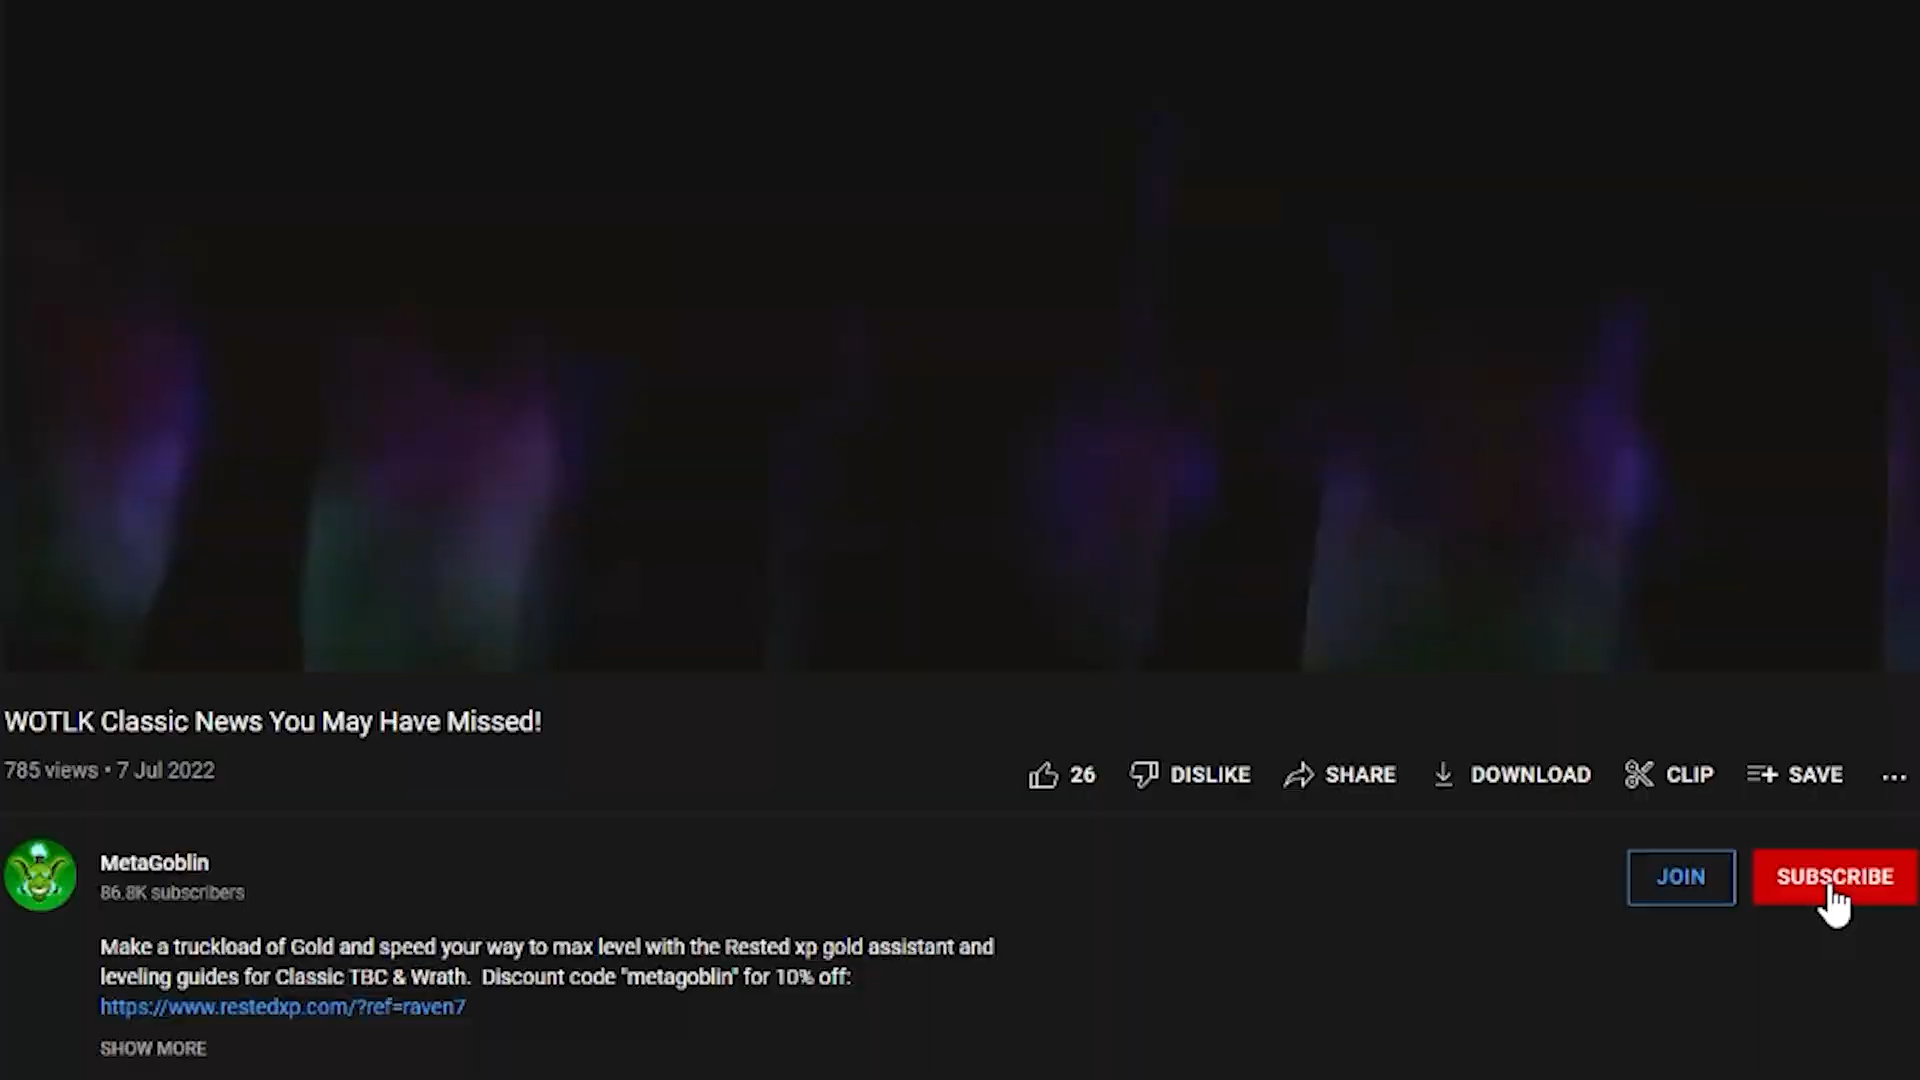 WOTLK Classic News You May Have Missed!
785 views • 7 Jul 2022
26 DISLIKE SHARE DOWNLOAD CLIP SAVE ...
MetaGoblin
86.8K subscribers
JOIN SUBSCRIBE
Make a truckload of Gold and speed your way to max level with the Rested xp gold assistant and
leveling guides for Classic TBC & Wrath. Discount code "metagoblin" for 10% off:
https://www.restedxp.com/?ref=raven7
SHOW MORE